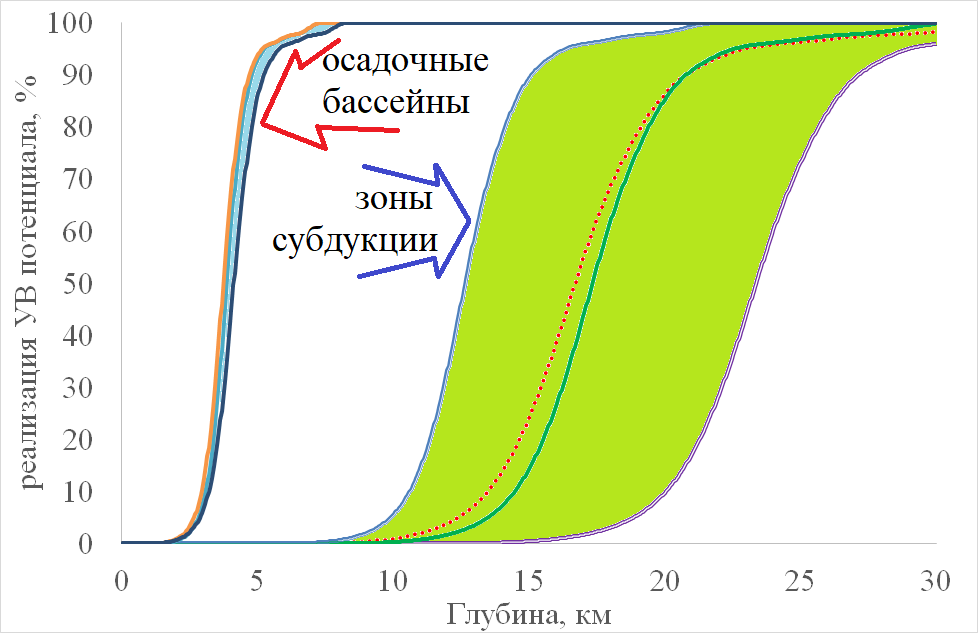 реализация УВ потенциала, %
100
90
80
70
60
50
40
30
20
10
0
осадочные
бассейны
зоны
субдукции
0 5 10 15 20 25 30
Глубина, км